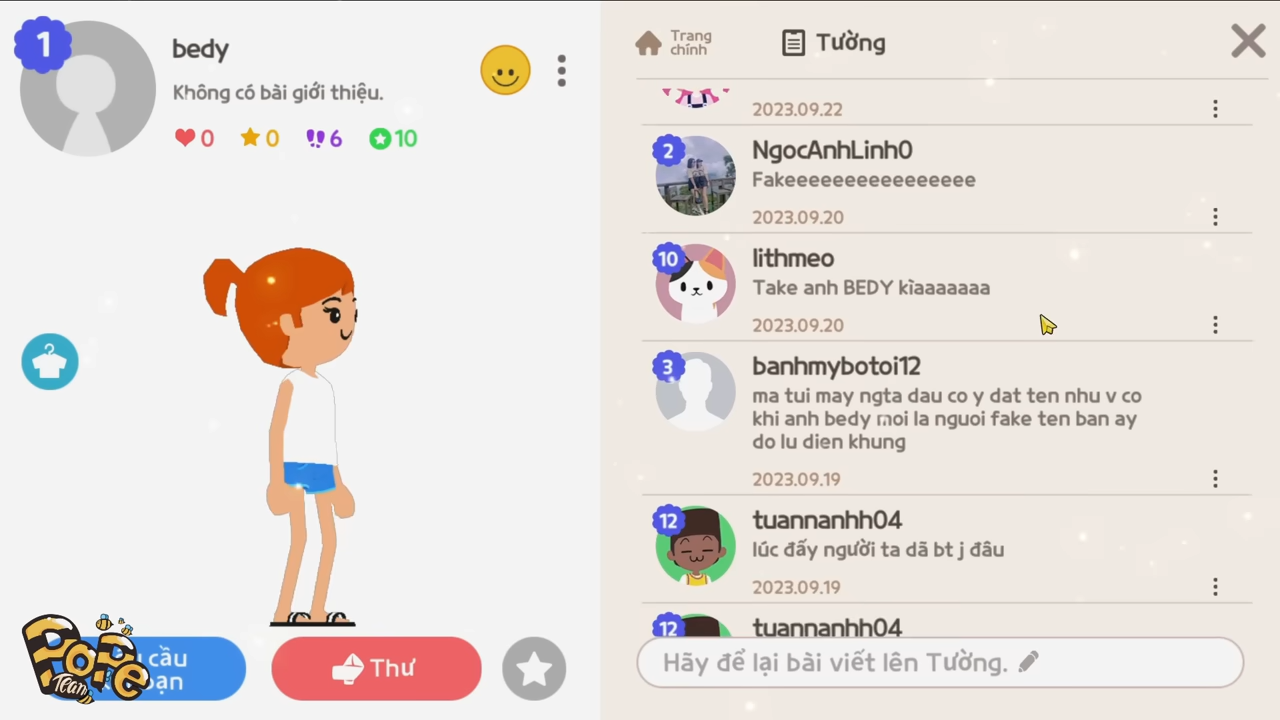 1
bedy
Không có bài giới thiệu.
0
0
6
10
cầu
bạn
Thư
PoBe
Team
Trang
chính
Tường
2023.09.22
2
NgocAnhLinh0
Fakeeeeeeeeeeeeeeee
2023.09.20
10
lithmeo
Take anh BEDY kìaaaaaaa
2023.09.20
3
banhmybotoi12
ma tui may ngta dau co y dat ten nhu v co
khi anh bedy moi la nguoi fake ten ban ay
do lu dien khung
2023.09.19
12
tuannanhh04
lúc đấy người ta dã bt j đâu
2023.09.19
12
tuannanhh04
Hãy để lại bài viết lên Tường.